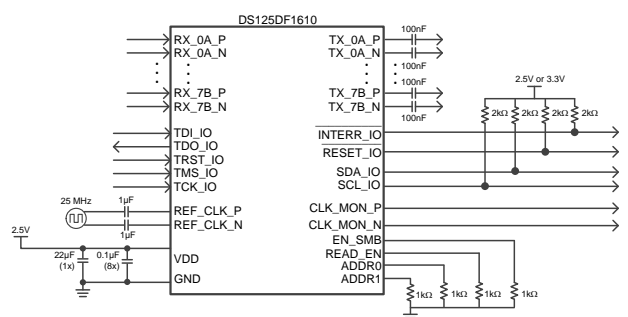 DS125DF1610
RX_0A_P
RX_0A_N
RX_7B_P
RX_7B_N
TDI_IO
TDO_IO
TRST_IO
TMS_IO
TCK_IO
25 MHz
1µF
REF_CLK_P
REF_CLK_N
1µF
2.5V
22µF
(1x)
0.1µF
(8x)
VDD
GND
100nF
TX_0A_P
TX_0A_N
100nF
100nF
TX_7B_P
TX_7B_N
100nF
2.5V or 3.3V
2kΩ
2kΩ
2kΩ
2kΩ
INTERR_IO
RESET_IO
SDA_IO
SCL_IO
CLK_MON_P
CLK_MON_N
EN_SMB
READ_EN
ADDR0
ADDR1
1kΩ
1kΩ
1kΩ
1kΩ